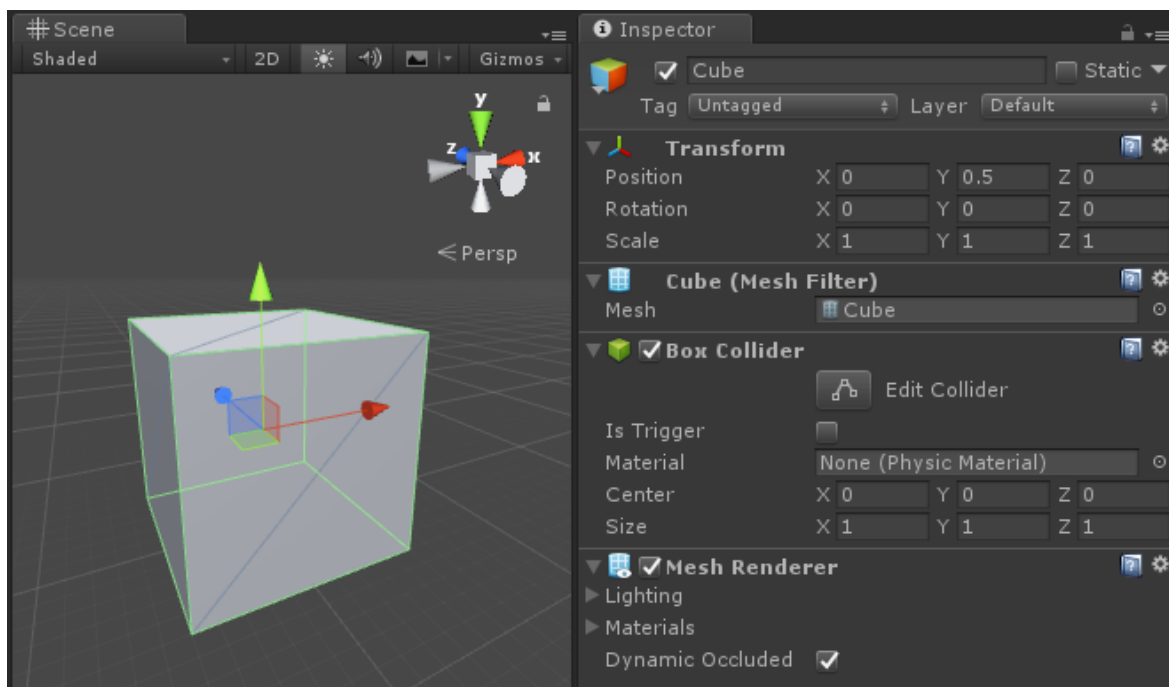 Scene
Shaded 2D Gizmos
y
z x
Persp
Inspector
Cube Static
Tag Untagged Layer Default
Transform
Position X 0 Y 0.5 Z 0
Rotation X 0 Y 0 Z 0
Scale X 1 Y 1 Z 1
Cube (Mesh Filter)
Mesh Cube
Box Collider
Edit Collider
Is Trigger
Material None (Physic Material)
Center X 0 Y 0 Z 0
Size X 1 Y 1 Z 1
Mesh Renderer
Lighting
Materials
Dynamic Occluded